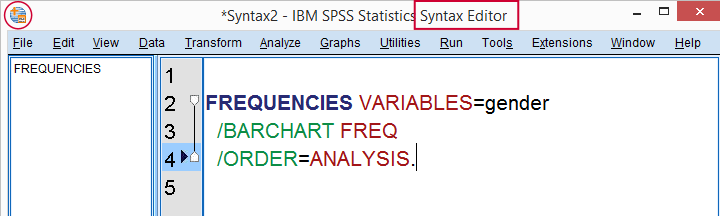 *Syntax2 - IBM SPSS Statistics Syntax Editor
File Edit View Data Transform Analyze Graphs Utilities Run Tools Extensions Window Help
FREQUENCIES
1
2 FREQUENCIES VARIABLES=gender
3 /BARCHART FREQ
4 /ORDER=ANALYSIS.
5